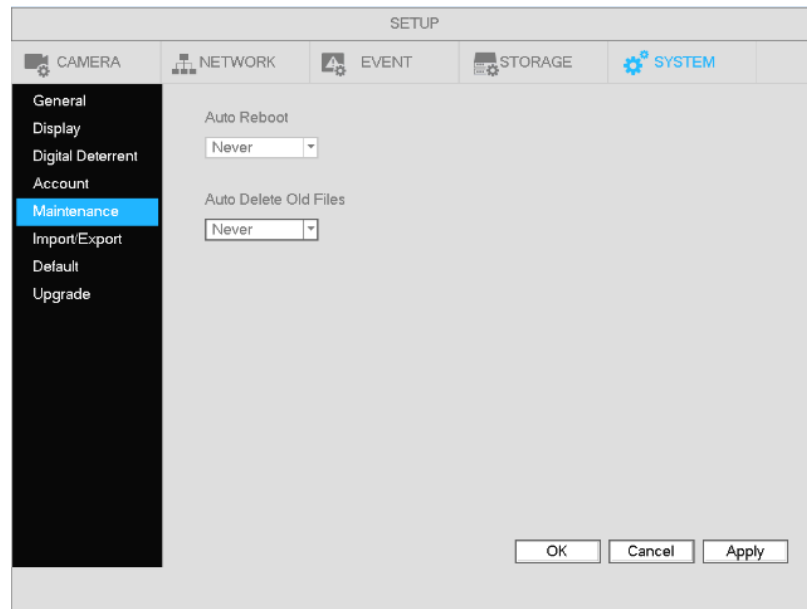 SETUP
CAMERA NETWORK EVENT STORAGE SYSTEM
General
Display
Digital Deterrent
Account
Maintenance
Import/Export
Default
Upgrade
Auto Reboot
Never
Auto Delete Old Files
Never
OK Cancel Apply